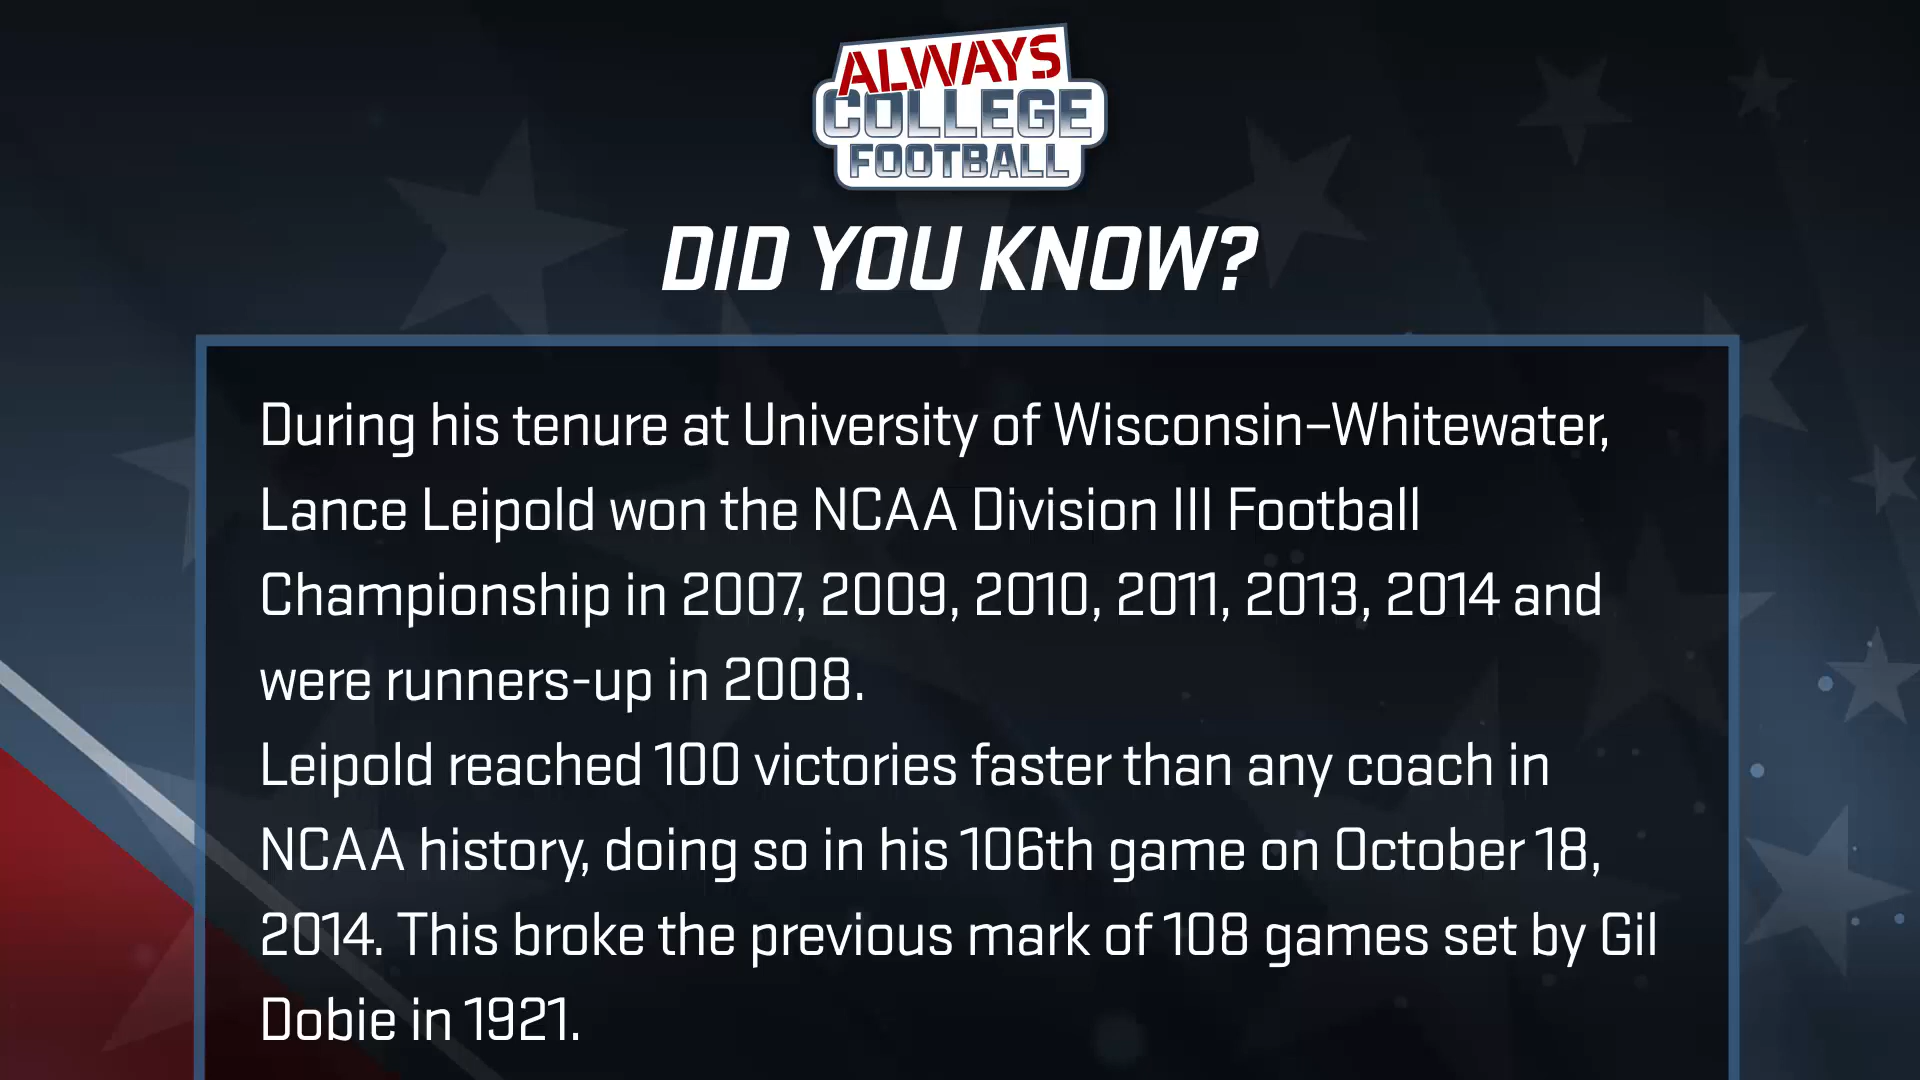 ALWAYS
COLLEGE
FOOTBALL
DID YOU KNOW?
During his tenure at University of Wisconsin–Whitewater,
Lance Leipold won the NCAA Division III Football
Championship in 2007, 2009, 2010, 2011, 2013, 2014 and
were runners-up in 2008.
Leipold reached 100 victories faster than any coach in
NCAA history, doing so in his 106th game on October 18,
2014. This broke the previous mark of 108 games set by Gil
Dobie in 1921.